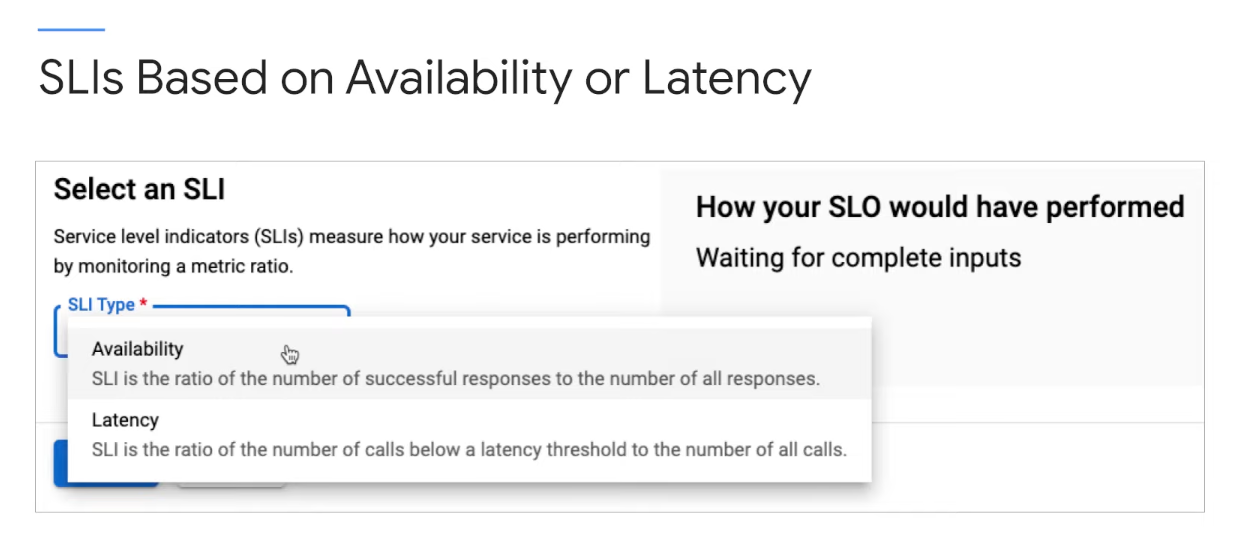 SLIs Based on Availability or Latency
Select an SLI
Service level indicators (SLIs) measure how your service is performing
by monitoring a metric ratio.
SLI Type *
Availability
SLI is the ratio of the number of successful responses to the number of all responses.
Latency
SLI is the ratio of the number of calls below a latency threshold to the number of all calls.
How your SLO would have performed
Waiting for complete inputs